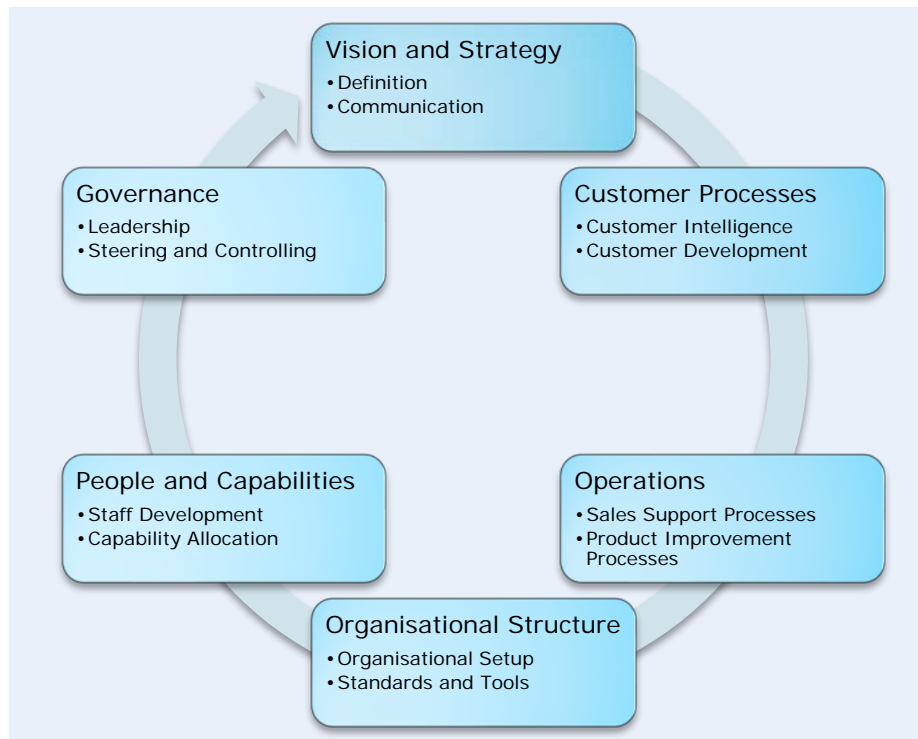 Vision and Strategy
•Definition
•Communication
Customer Processes
•Customer Intelligence
•Customer Development
Operations
•Sales Support Processes
•Product Improvement
Processes
Organisational Structure
•Organisational Setup
•Standards and Tools
People and Capabilities
•Staff Development
•Capability Allocation
Governance
•Leadership
•Steering and Controlling